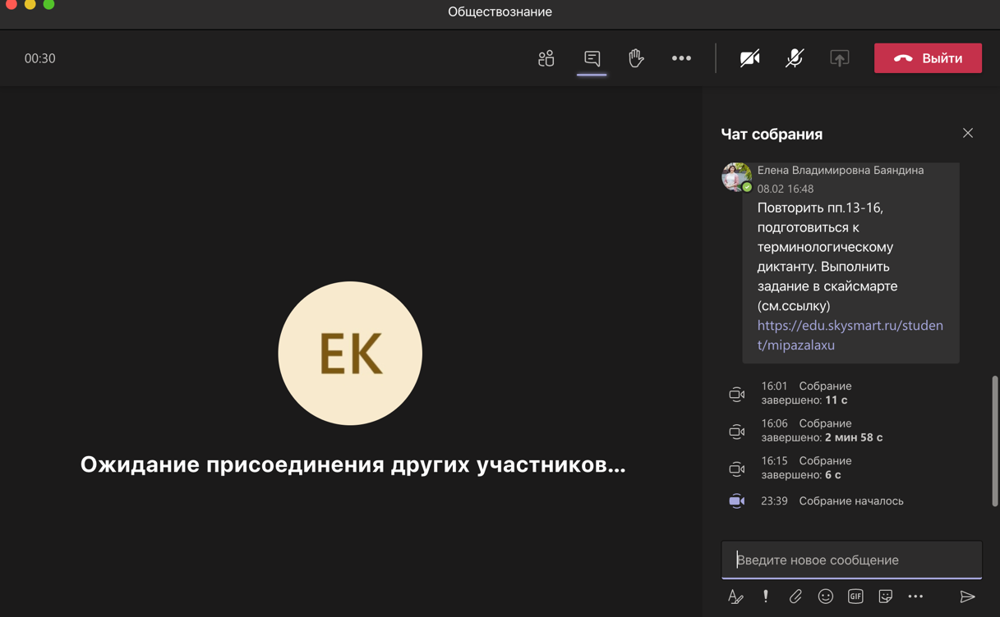 Обществознание
00:30
Выйти
ЕК
Ожидание присоединения других участников...
Чат собрания
Елена Владимировна Баяндина
08.02 16:48
Повторить пп.13-16,
подготовиться к
терминологическому
диктанту. Выполнить
задание в скайсмарте
(см.ссылку)
https://edu.skysmart.ru/studen
t/mipazalaxu
16:01 Собрание
завершено: 11 с
16:06 Собрание
завершено: 2 мин 58 с
16:15 Собрание
завершено: 6 с
23:39 Собрание началось
Введите новое сообщение
GIF